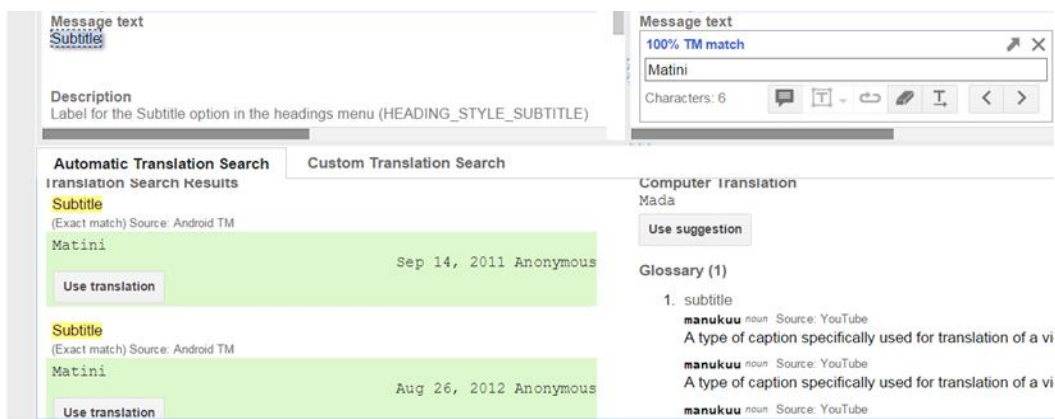 Message text
Subtitle
Description
Label for the Subtitle option in the headings menu (HEADING_STYLE_SUBTITLE)
Message text
100% TM match
Matini
Characters: 6
Automatic Translation Search
Custom Translation Search
Translation Search Results
Subtitle
(Exact match) Source: Android TM
Matini
Sep 14, 2011 Anonymous
Use translation
Subtitle
(Exact match) Source: Android TM
Matini
Aug 26, 2012 Anonymous
Use translation
Computer Translation
Mada
Use suggestion
Glossary (1)
1. subtitle
manukuu noun Source: YouTube
A type of caption specifically used for translation of a vi
manukuu noun Source: YouTube
A type of caption specifically used for translation of a vi
manukuu noun Source: YouTube